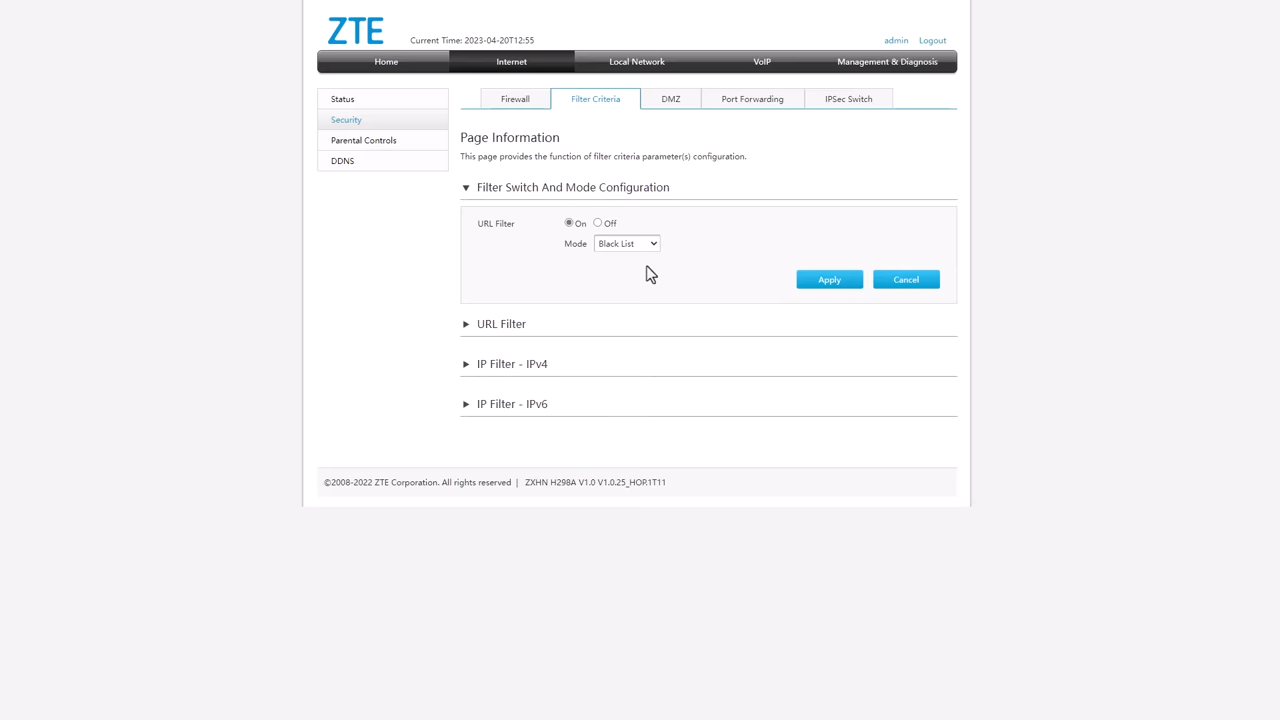 ZTE
Current Time: 2023-04-20T12:55
admin Logout
Home Internet Local Network VoIP Management & Diagnosis
Status
Security
Parental Controls
DDNS
Firewall Filter Criteria DMZ Port Forwarding IPSec Switch
Page Information
This page provides the function of filter criteria parameter(s) configuration.
Filter Switch And Mode Configuration
URL Filter On Off
Mode Black List
Apply Cancel
URL Filter
IP Filter - IPv4
IP Filter - IPv6
©2008-2022 ZTE Corporation. All rights reserved | ZXHN H298A V1.0 V1.0.25_HOP.1T11